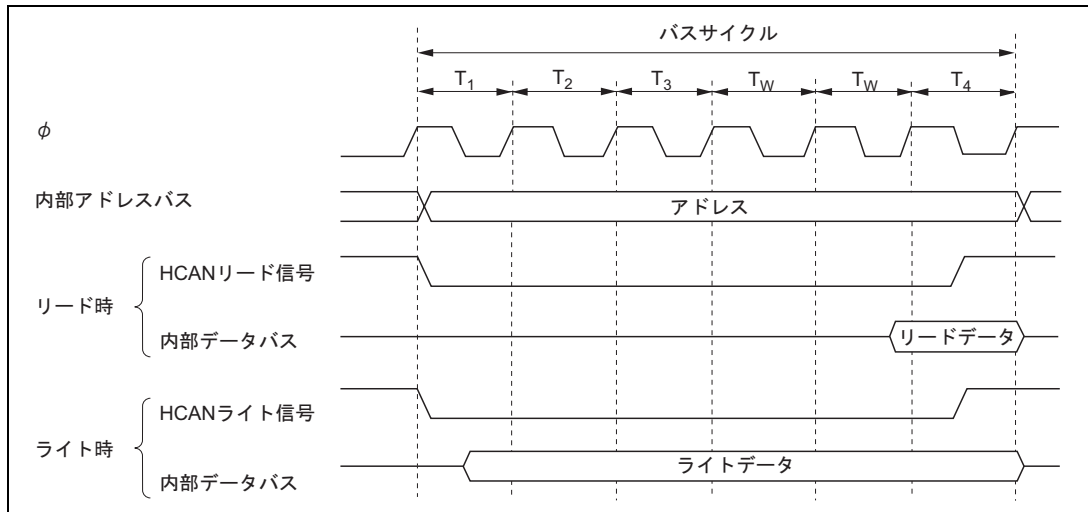 バスサイクル
T1 T2 T3 TW TW T4
φ
内部アドレスバス
アドレス
リード時
HCANリード信号
内部データバス
リードデータ
ライト時
HCANライト信号
内部データバス
ライトデータ